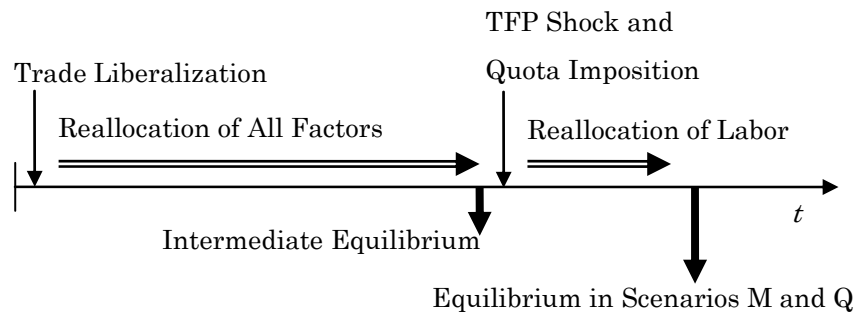 TFP Shock and
Quota Imposition
Trade Liberalization
Reallocation of All Factors
Reallocation of Labor
t
Intermediate Equilibrium
Equilibrium in Scenarios M and Q